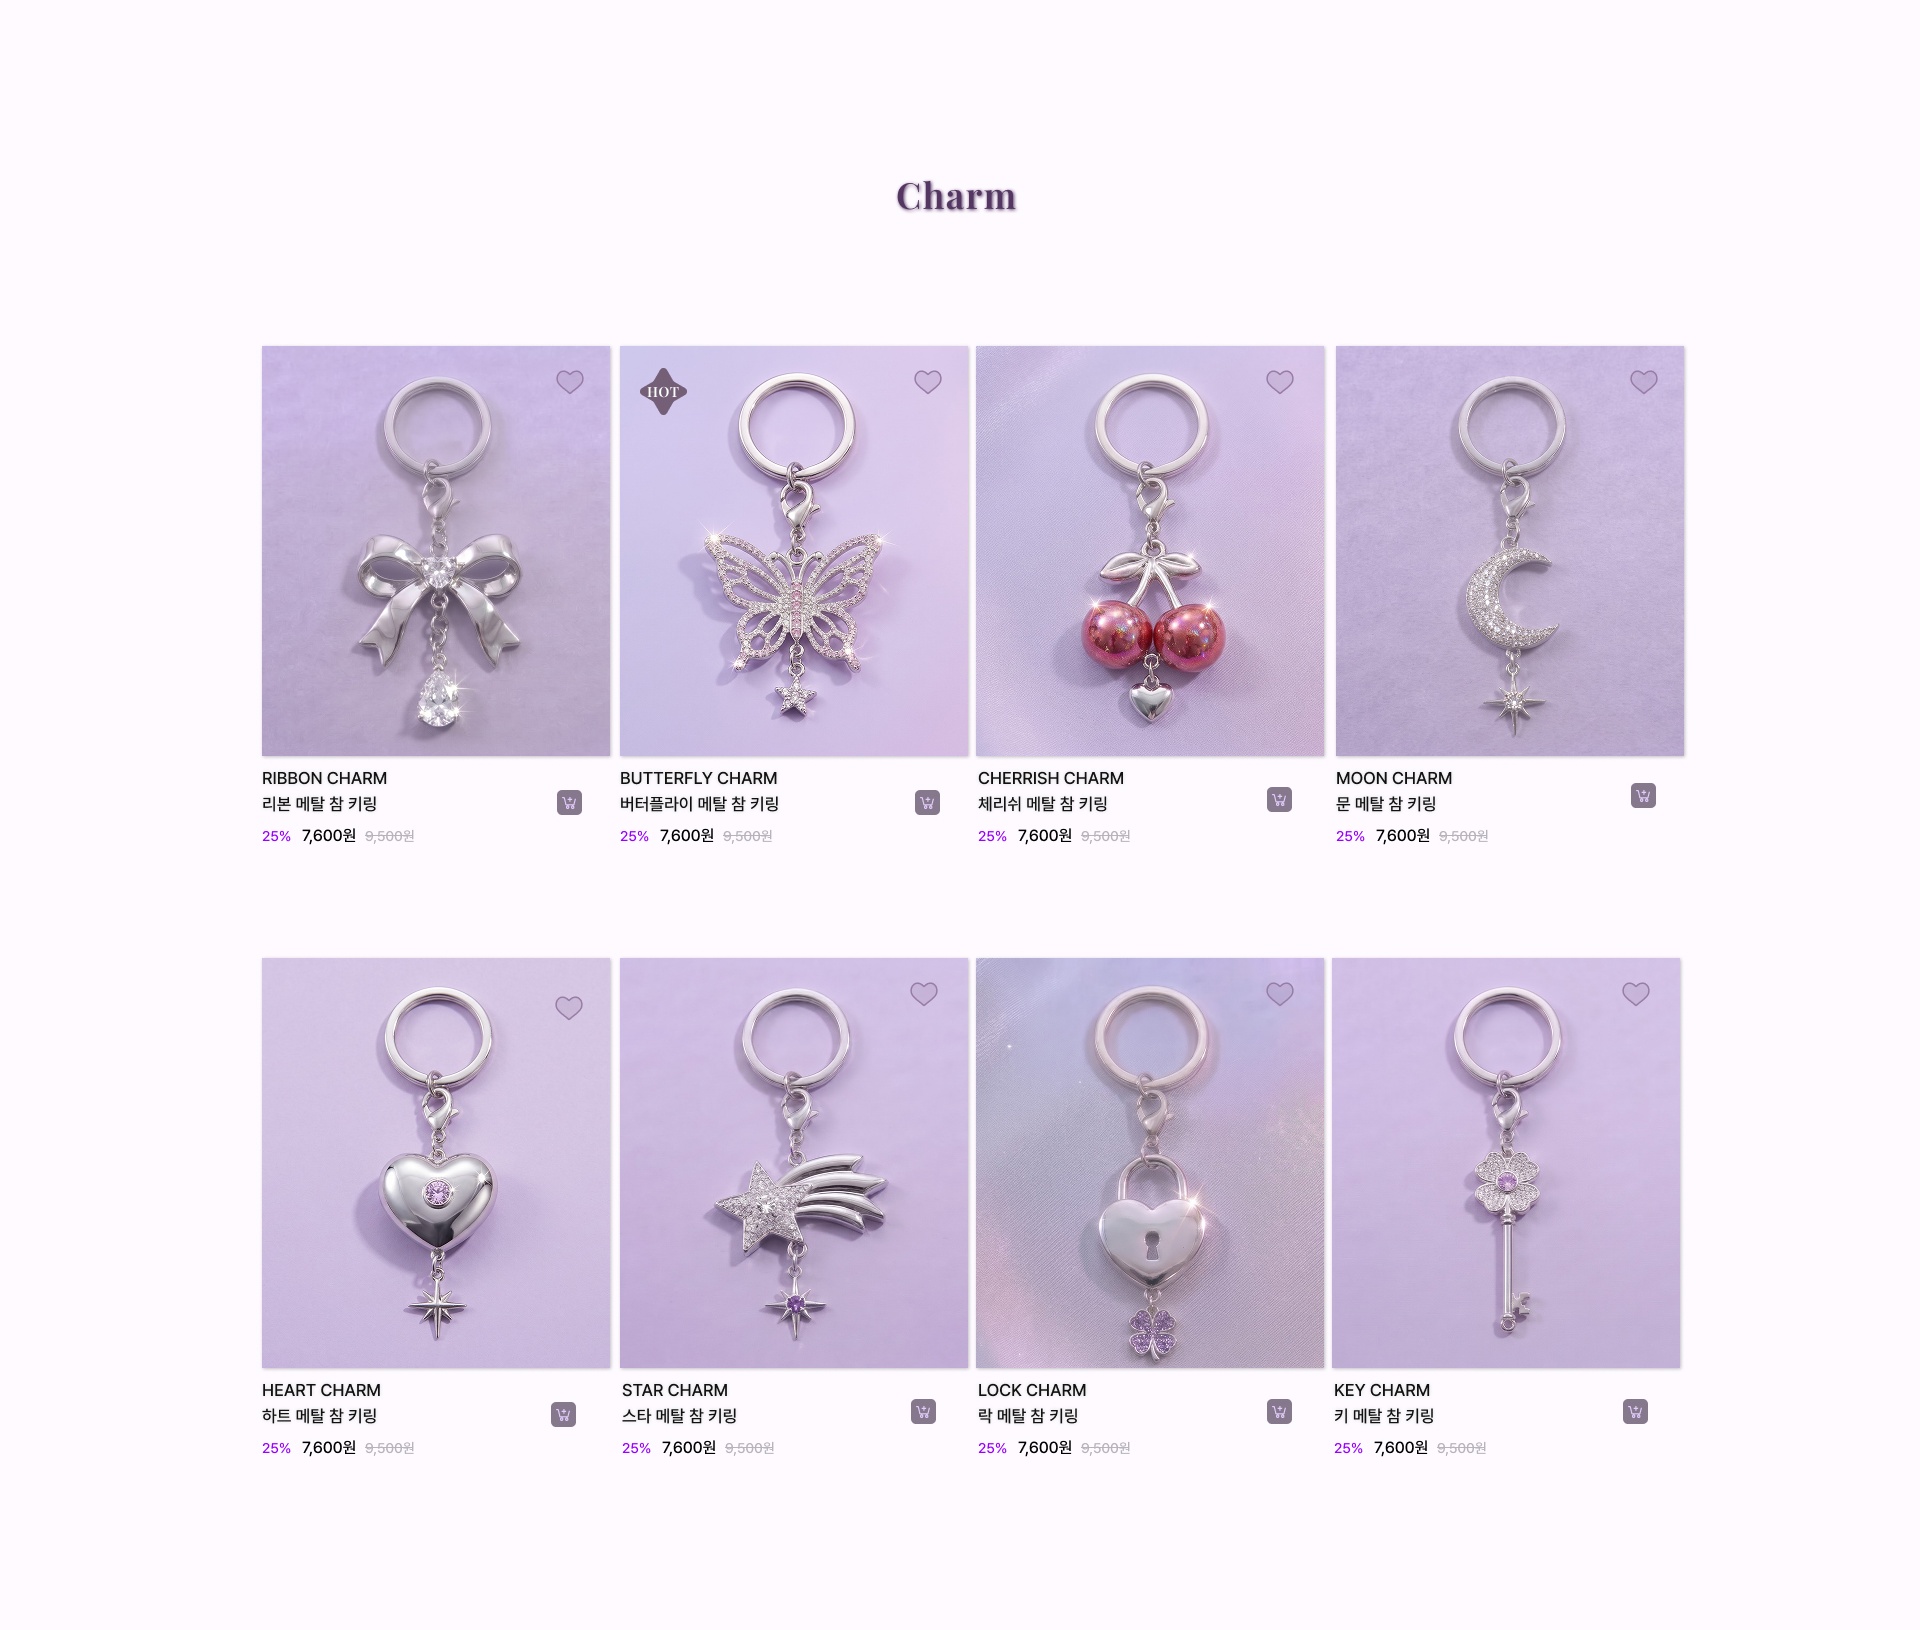 Charm
HOT
RIBBON CHARM
리본 메탈 참 키링
25% 7,600원 9,500원
BUTTERFLY CHARM
버터플라이 메탈 참 키링
25% 7,600원 9,500원
CHERRISH CHARM
체리쉬 메탈 참 키링
25% 7,600원 9,500원
MOON CHARM
문 메탈 참 키링
25% 7,600원 9,500원
HEART CHARM
하트 메탈 참 키링
25% 7,600원 9,500원
STAR CHARM
스타 메탈 참 키링
25% 7,600원 9,500원
LOCK CHARM
락 메탈 참 키링
25% 7,600원 9,500원
KEY CHARM
키 메탈 참 키링
25% 7,600원 9,500원